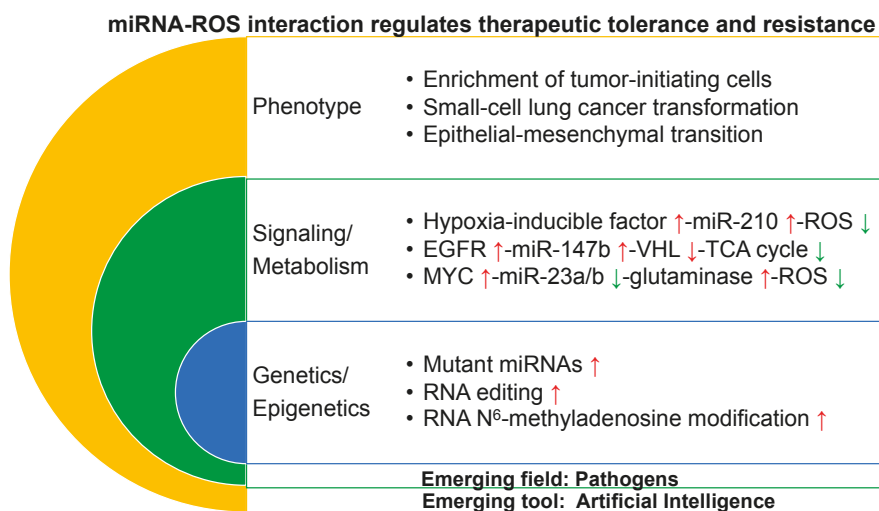 miRNA-ROS interaction regulates therapeutic tolerance and resistance
Phenotype
• Enrichment of tumor-initiating cells
• Small-cell lung cancer transformation
• Epithelial-mesenchymal transition
Signaling/
Metabolism
• Hypoxia-inducible factor ↑-miR-210 ↑-ROS ↓
• EGFR ↑-miR-147b ↑-VHL ↓-TCA cycle ↓
• MYC ↑-miR-23a/b ↓-glutaminase ↑-ROS ↓
Genetics/
Epigenetics
• Mutant miRNAs ↑
• RNA editing ↑
• RNA N⁶-methyladenosine modification ↑
Emerging field: Pathogens
Emerging tool: Artificial Intelligence